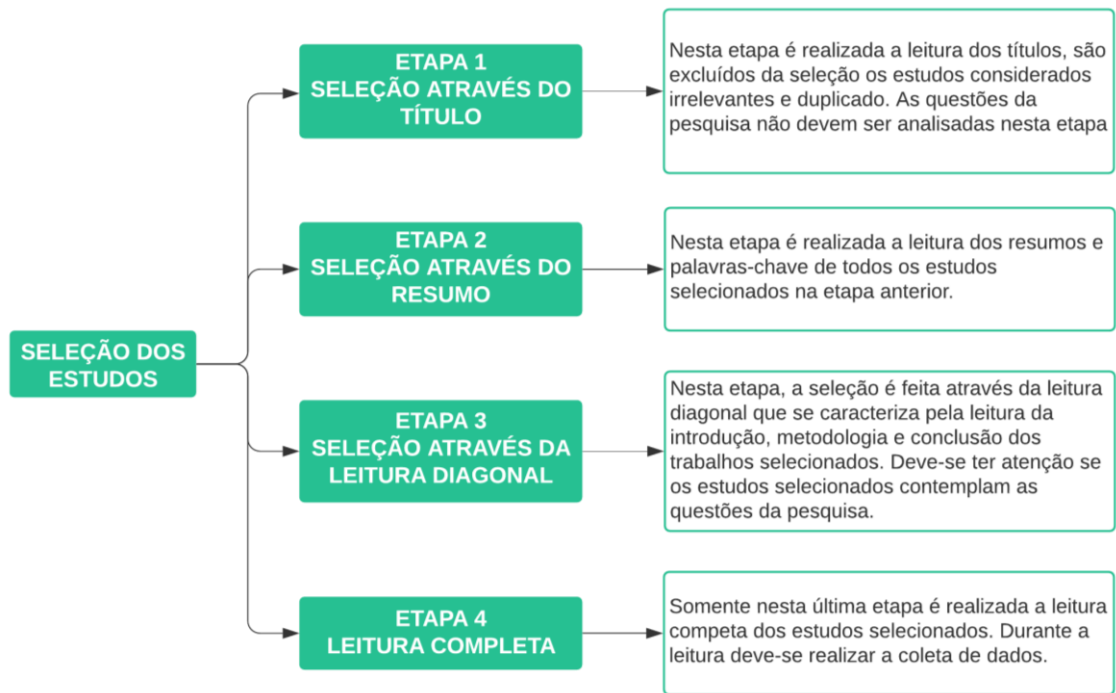 SELEÇÃO DOS
ESTUDOS
ETAPA 1
SELEÇÃO ATRAVÉS DO
TÍTULO
Nesta etapa é realizada a leitura dos títulos, são
excluídos da seleção os estudos considerados
irrelevantes e duplicado. As questões da
pesquisa não devem ser analisadas nesta etapa
ETAPA 2
SELEÇÃO ATRAVÉS DO
RESUMO
Nesta etapa é realizada a leitura dos resumos e
palavras-chave de todos os estudos
selecionados na etapa anterior.
ETAPA 3
SELEÇÃO ATRAVÉS DA
LEITURA DIAGONAL
Nesta etapa, a seleção é feita através da leitura
diagonal que se caracteriza pela leitura da
introdução, metodologia e conclusão dos
trabalhos selecionados. Deve-se ter atenção se
os estudos selecionados contemplam as
questões da pesquisa.
ETAPA 4
LEITURA COMPLETA
Somente nesta última etapa é realizada a leitura
competa dos estudos selecionados. Durante a
leitura deve-se realizar a coleta de dados.